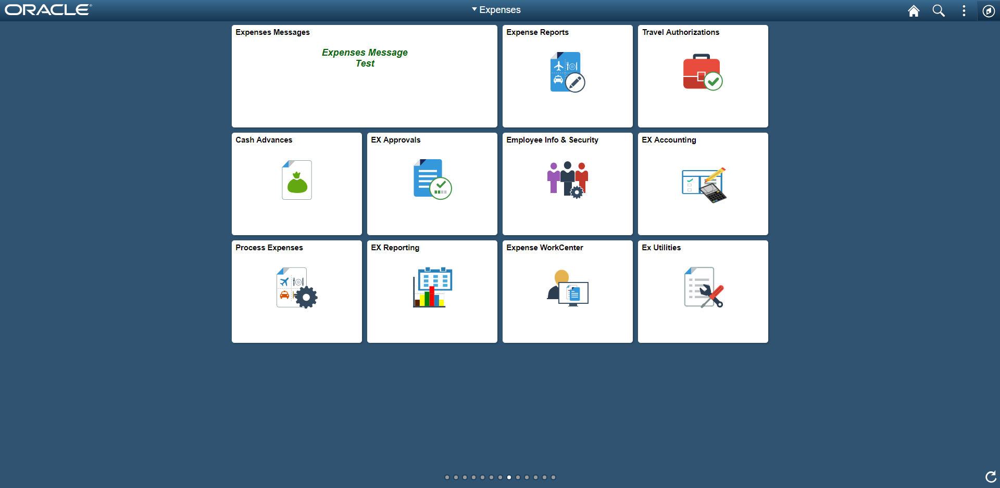 ORACLE®
Expenses
Expenses Messages
Expenses Message
Test
Expense Reports
Travel Authorizations
Cash Advances
EX Approvals
Employee Info & Security
EX Accounting
Process Expenses
EX Reporting
Expense WorkCenter
Ex Utilities